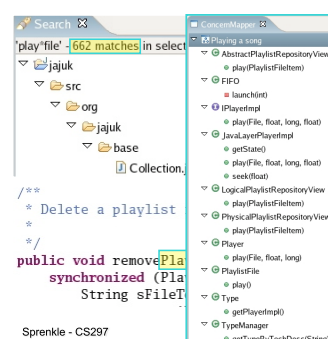 Search
'play*file' - 662 matches in select
jajuk
src
org
jajuk
base
Collection.j
/**
* Delete a playlist
*
*/
public void removePla
synchronized (Pla
String sFileT
Sprenkle - CS297
ConcernMapper
Playing a song
AbstractPlaylistRepositoryView
play(PlaylistFileItem)
FIFO
launch(int)
IPlayerImpl
play(File, float, long, float)
JavaLayerPlayerImpl
getState()
play(File, float, long, float)
seek(float)
LogicalPlaylistRepositoryView
play(PlaylistFileItem)
PhysicalPlaylistRepositoryView
play(PlaylistFileItem)
Player
play(File, float, long)
PlaylistFile
play()
Type
getPlayerImpl()
TypeManager
getTypeByTechDesc(String)